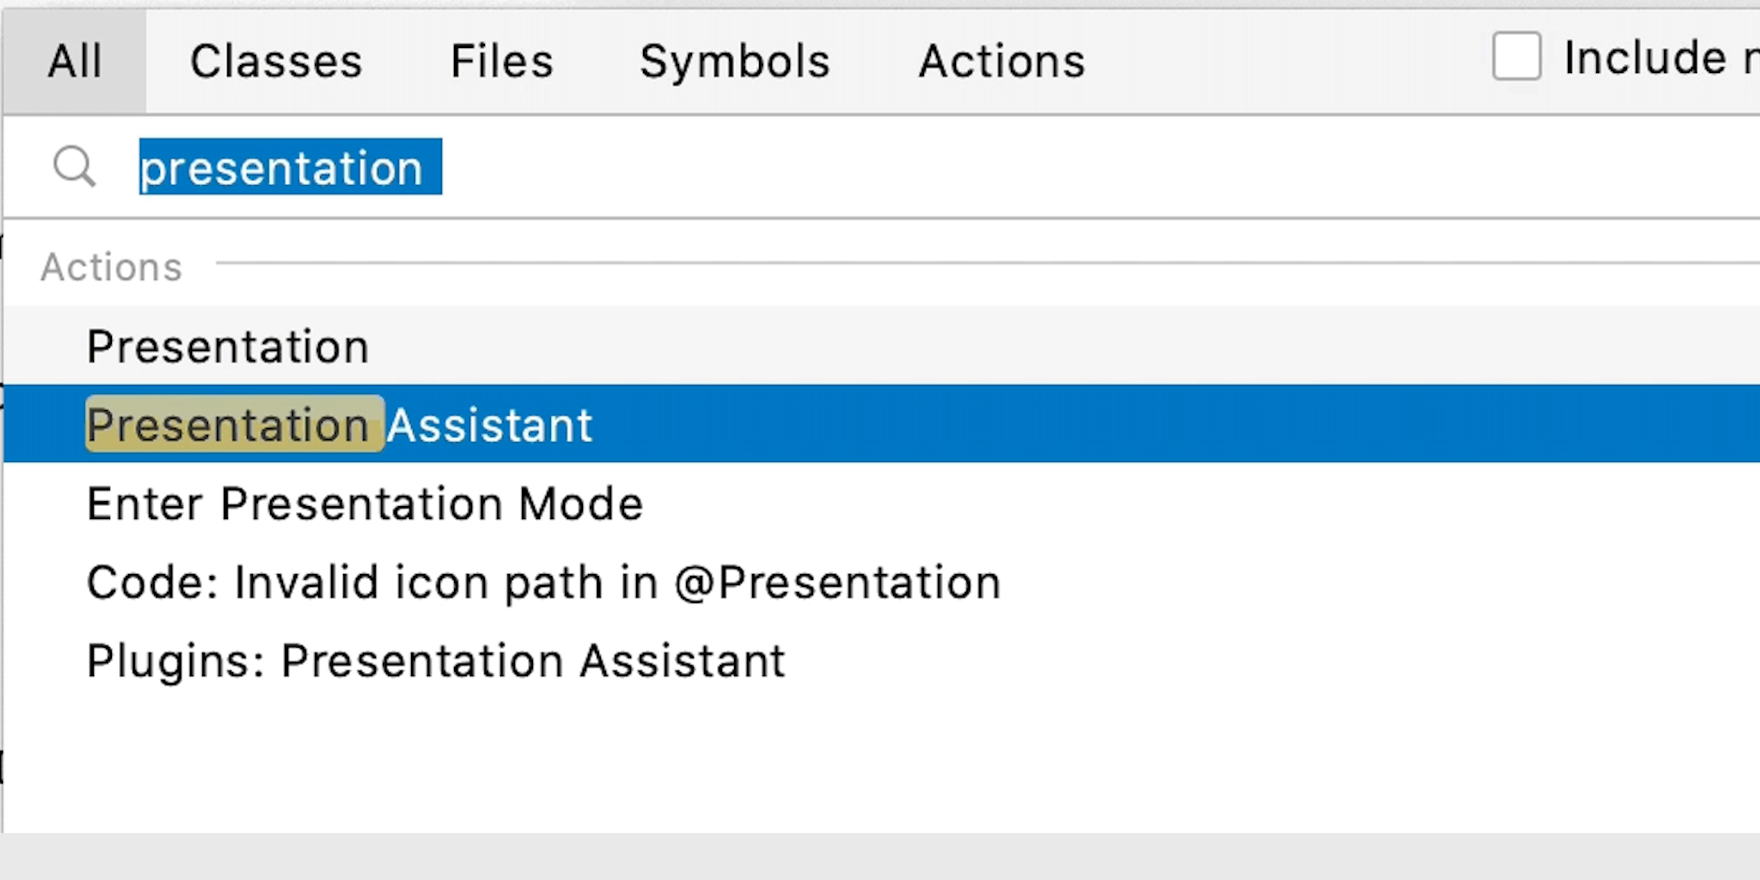 All Classes Files Symbols Actions Include
presentation
Actions
Presentation
Presentation Assistant
Enter Presentation Mode
Code: Invalid icon path in @Presentation
Plugins: Presentation Assistant